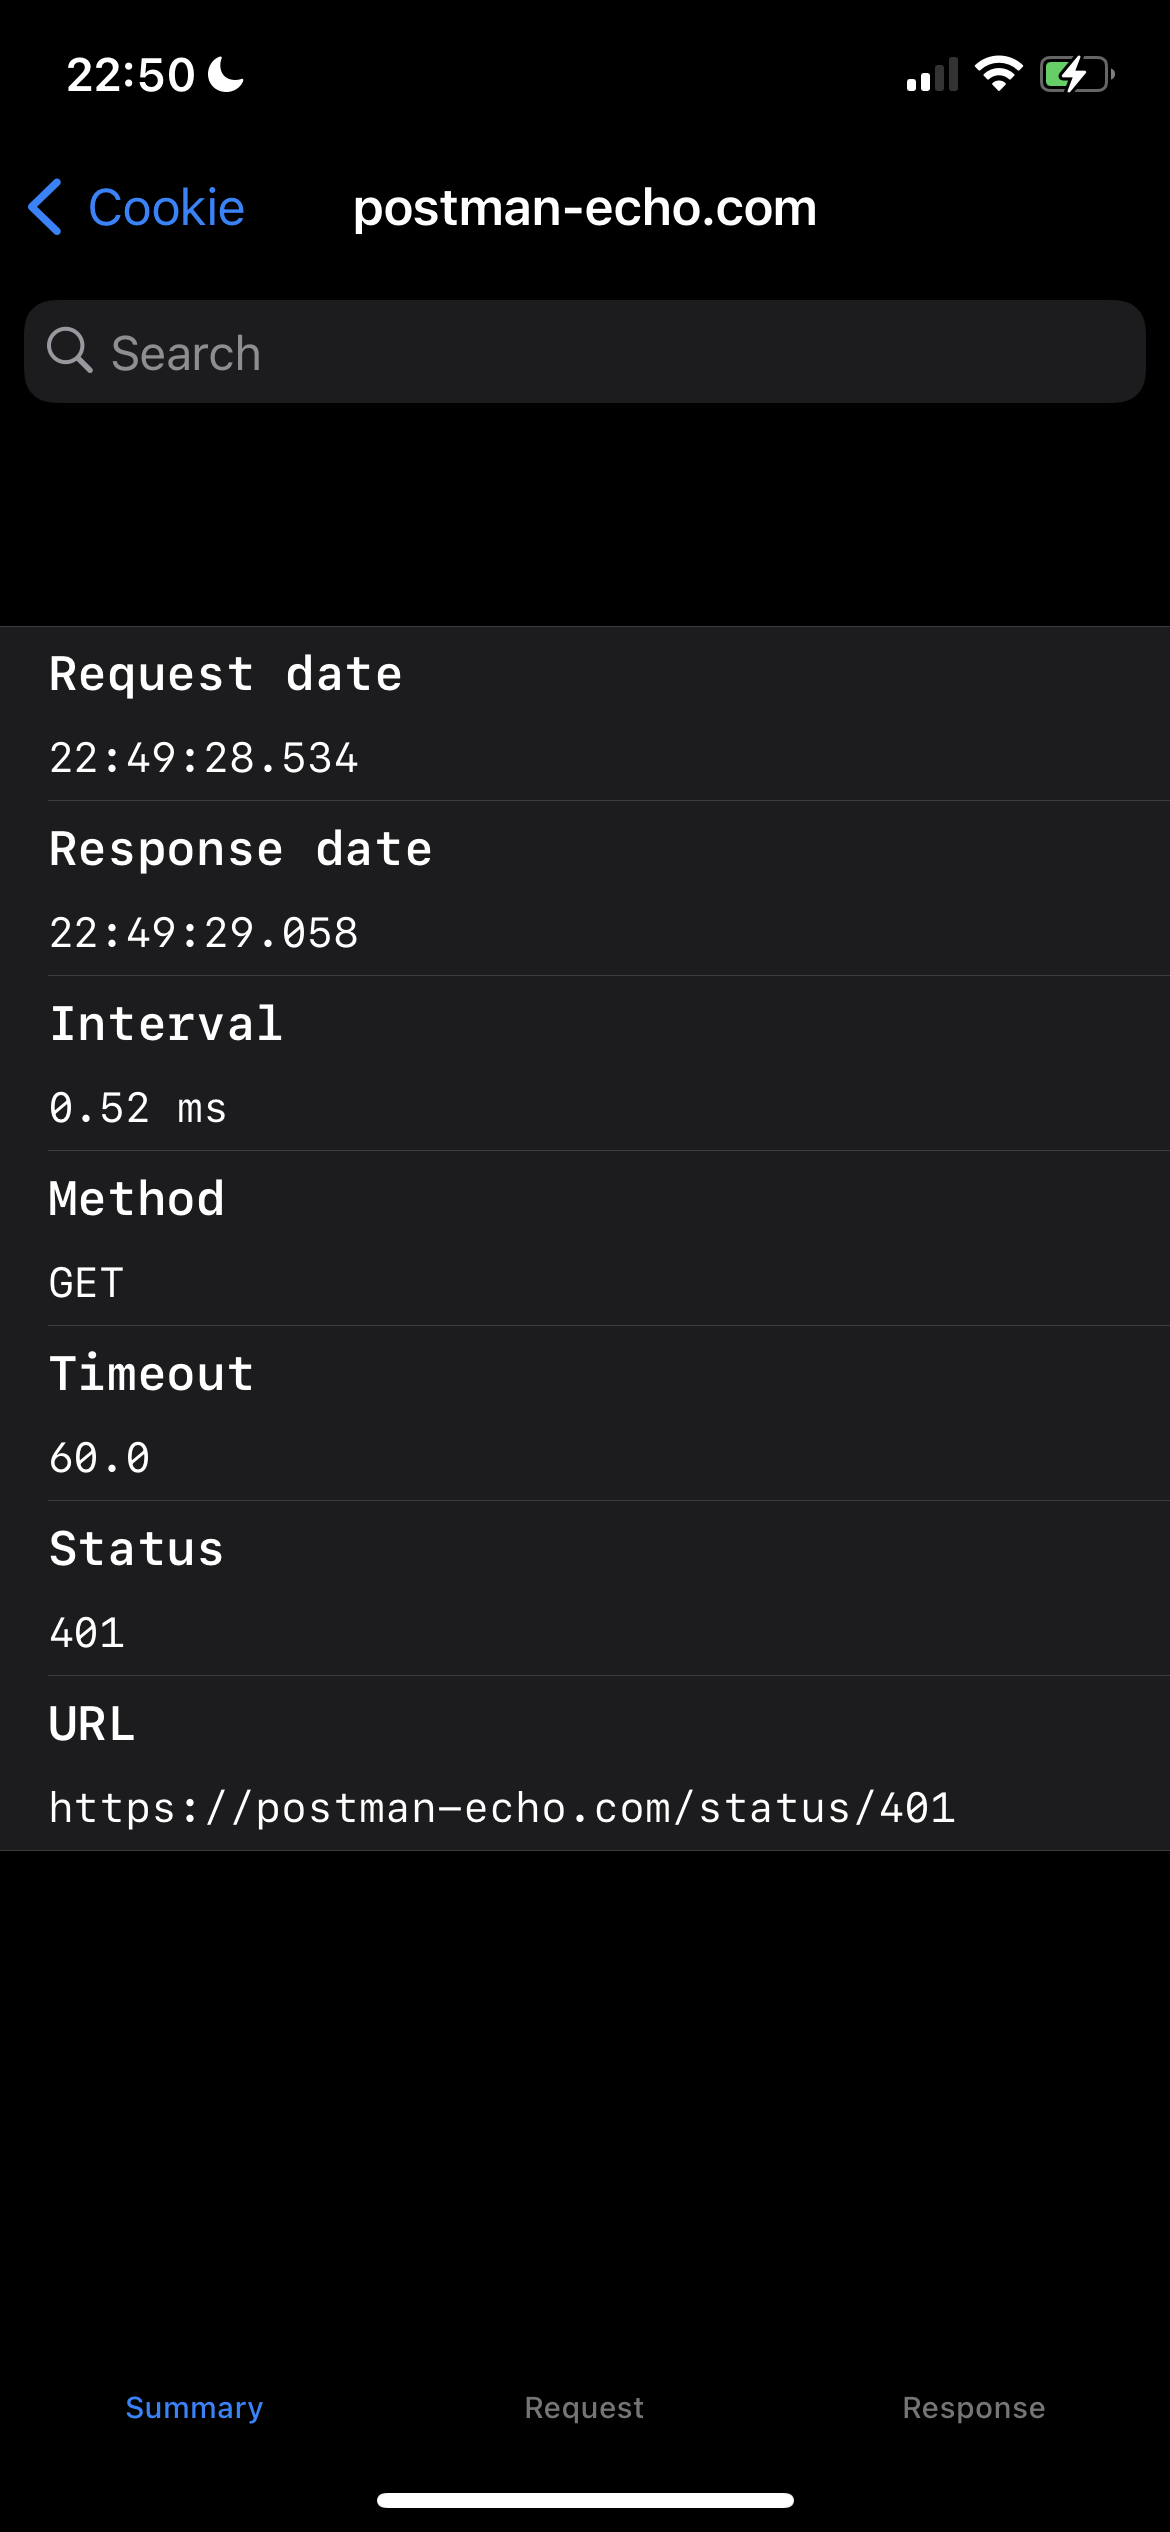 22:50
Cookie
postman-echo.com
Search
Request date
22:49:28.534
Response date
22:49:29.058
Interval
0.52 ms
Method
GET
Timeout
60.0
Status
401
URL
https://postman-echo.com/status/401
Summary
Request
Response